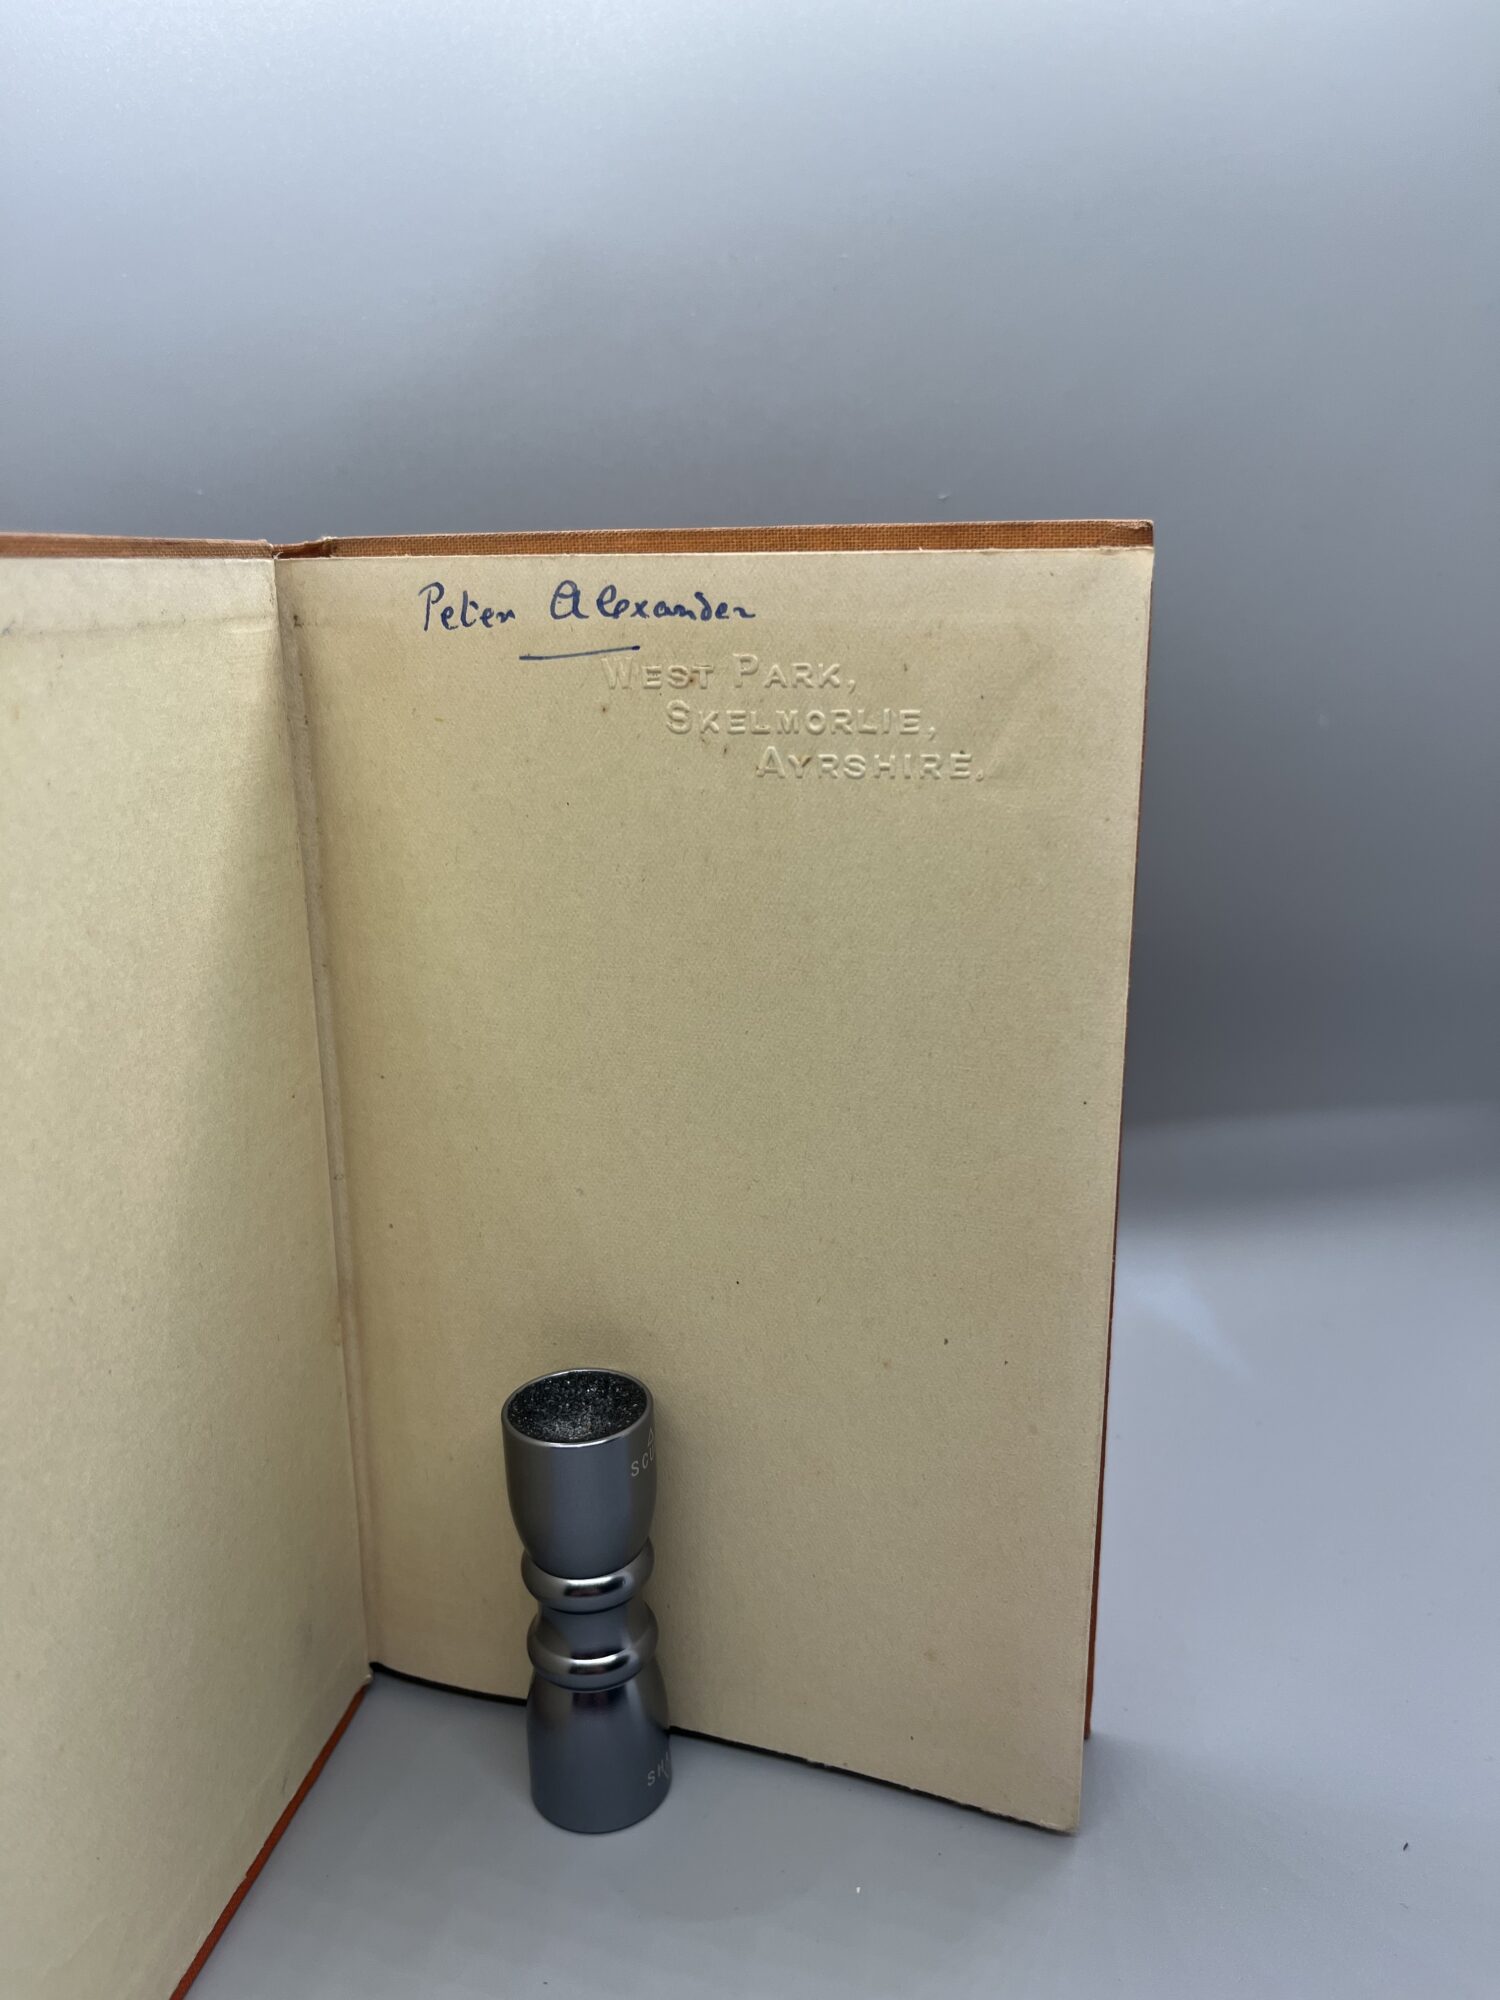 Peter Alexander
WEST PARK,
SKELMORLIE,
AYRSHIRE.